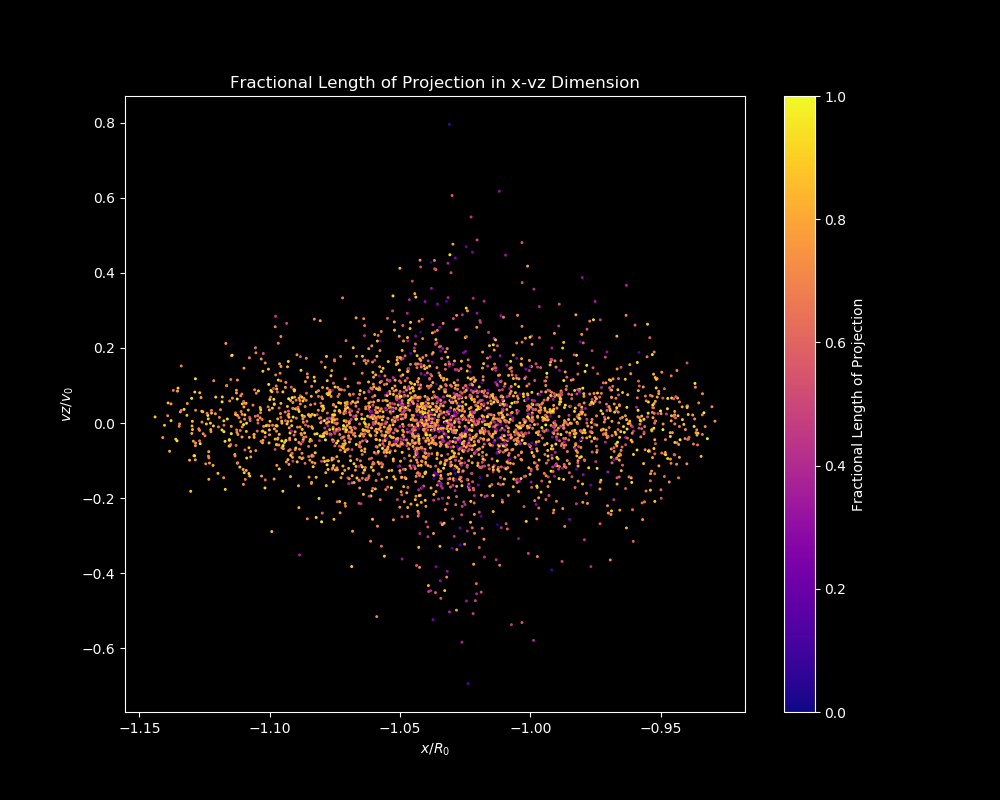 Fractional Length of Projection in x-vz Dimension
0.8
0.6
0.4
0.2
0.0
−0.2
−0.4
−0.6
vz/v₀
−1.15 −1.10 −1.05 −1.00 −0.95
x/R₀
1.0
0.8
0.6
0.4
0.2
0.0
Fractional Length of Projection